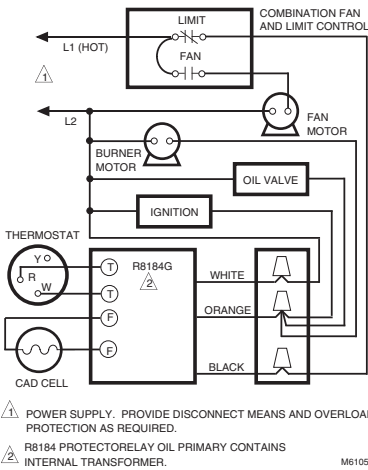 LIMIT
COMBINATION FAN
AND LIMIT CONTROL
L1 (HOT)
FAN
1
L2
FAN
MOTOR
BURNER
MOTOR
OIL VALVE
IGNITION
THERMOSTAT
Y
R
W
T
T
F
F
R8184G
2
WHITE
ORANGE
BLACK
CAD CELL
1 POWER SUPPLY. PROVIDE DISCONNECT MEANS AND OVERLOA
PROTECTION AS REQUIRED.
2 R8184 PROTECTORELAY OIL PRIMARY CONTAINS
INTERNAL TRANSFORMER.
M6105